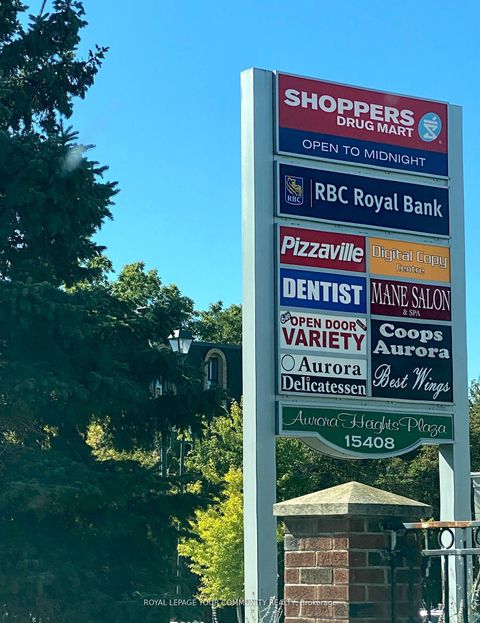 SHOPPERS
DRUG MART
OPEN TO MIDNIGHT
RBC
RBC Royal Bank
Pizzaville
Digital Copy
Centre
DENTIST
MANE SALON
& SPA
OPEN DOOR
VARIETY
Coops
Aurora
Best Wings
Aurora
Delicatessen
Aurora Heights Plaza
15408
ROYAL LEPAGE YOUR COMMUNITY REALTY, Brokerage